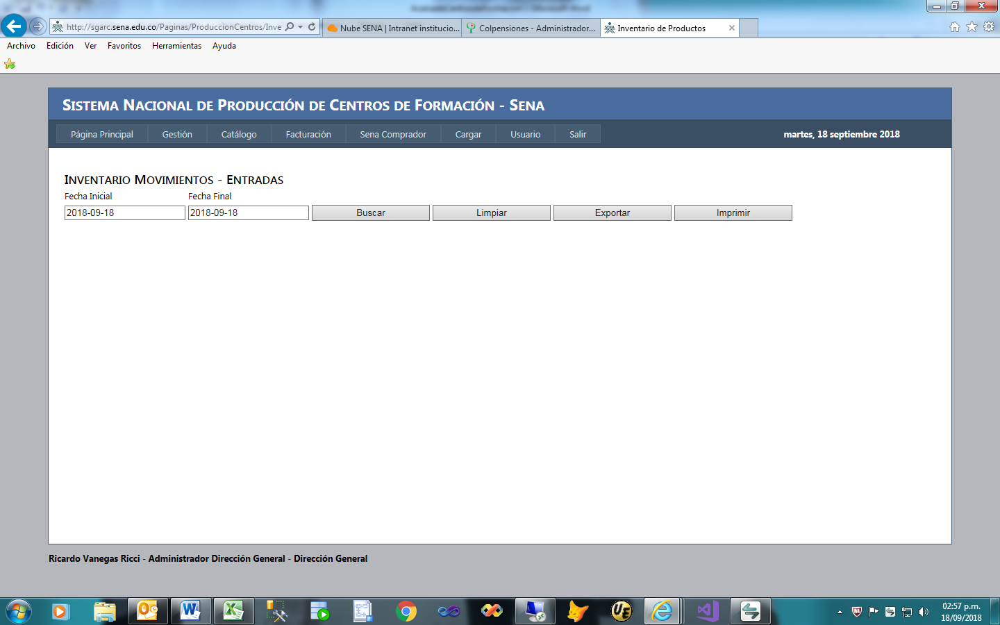 http://sgarc.sena.edu.co/Paginas/ProduccionCentros/Inve
Nube SENA | Intranet institucio...
Colpensiones - Administrador...
Inventario de Productos
Archivo Edición Ver Favoritos Herramientas Ayuda
SISTEMA NACIONAL DE PRODUCCIÓN DE CENTROS DE FORMACIÓN - SENA
Página Principal Gestión Catálogo Facturación Sena Comprador Cargar Usuario Salir martes, 18 septiembre 2018
INVENTARIO MOVIMIENTOS - ENTRADAS
Fecha Inicial Fecha Final
2018-09-18 2018-09-18 Buscar Limpiar Exportar Imprimir
Ricardo Vanegas Ricci - Administrador Dirección General - Dirección General
02:57 p.m.
18/09/2018